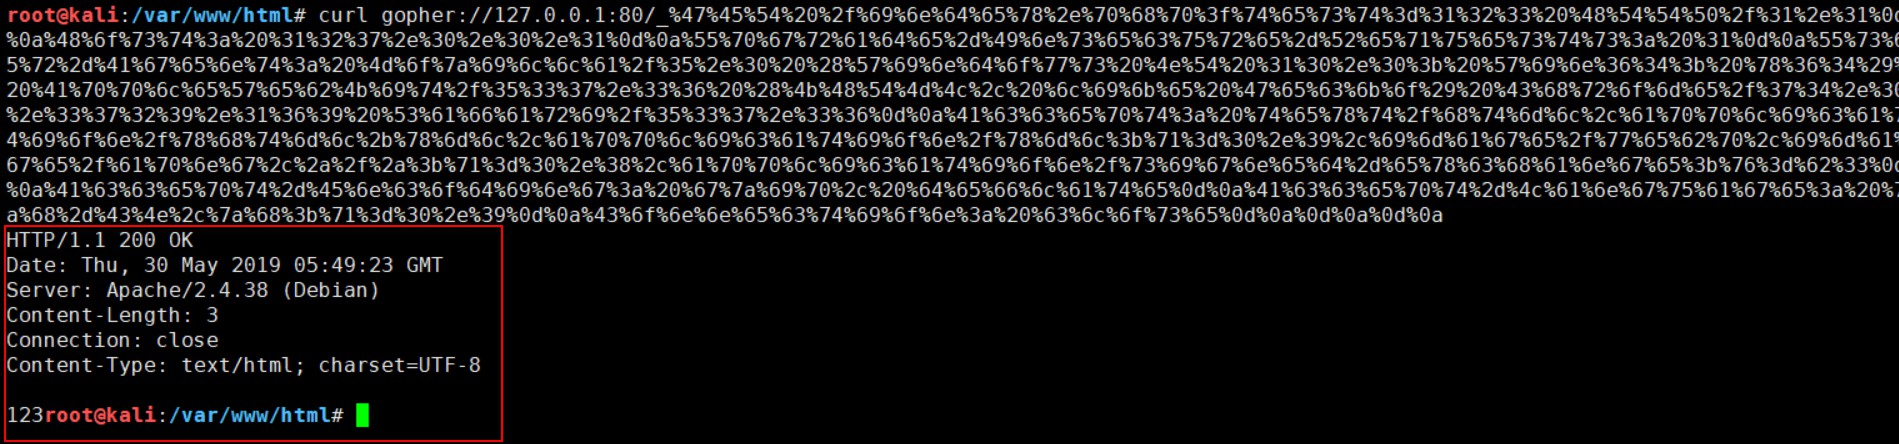 root@kali:/var/www/html# curl gopher://127.0.0.1:80/_%47%45%54%20%2f%69%6e%64%65%78%2e%70%68%70%3f%74%65%73%74%3d%31%32%33%20%48%54%54%50%2f%31%2e%31%0d
%0a%48%6f%73%74%3a%20%31%32%37%2e%30%2e%30%2e%31%0d%0a%55%70%67%72%61%64%65%2d%49%6e%73%65%63%75%72%65%2d%52%65%71%75%65%73%74%73%3a%20%31%0d%0a%55%73%6
5%72%2d%41%67%65%6e%74%3a%20%4d%6f%7a%69%6c%6c%61%2f%35%2e%30%20%28%57%69%6e%64%6f%77%73%20%4e%54%20%31%30%2e%30%3b%20%57%69%6e%36%34%3b%20%78%36%34%29%
20%41%70%70%6c%65%57%65%62%4b%69%74%2f%35%33%37%2e%33%36%20%28%4b%48%54%4d%4c%2c%20%6c%69%6b%65%20%47%65%63%6b%6f%29%20%43%68%72%6f%6d%65%2f%37%34%2e%30
%2e%33%37%32%39%2e%31%36%39%20%53%61%66%61%72%69%2f%35%33%37%2e%33%36%0d%0a%41%63%63%65%70%74%3a%20%74%65%78%74%2f%68%74%6d%6c%2c%61%70%70%6c%69%63%61%7
4%69%6f%6e%2f%78%68%74%6d%6c%2b%78%6d%6c%2c%61%70%70%6c%69%63%61%74%69%6f%6e%2f%78%6d%6c%3b%71%3d%30%2e%39%2c%69%6d%61%67%65%2f%77%65%62%70%2c%69%6d%61%
67%65%2f%61%70%6e%67%2c%2a%2f%2a%3b%71%3d%30%2e%38%2c%61%70%70%6c%69%63%61%74%69%6f%6e%2f%73%69%67%6e%65%64%2d%65%78%63%68%61%6e%67%65%3b%76%3d%62%33%0d
%0a%41%63%63%65%70%74%2d%45%6e%63%6f%64%69%6e%67%3a%20%67%7a%69%70%2c%20%64%65%66%6c%61%74%65%0d%0a%41%63%63%65%70%74%2d%4c%61%6e%67%75%61%67%65%3a%20%7
a%68%2d%43%4e%2c%7a%68%3b%71%3d%30%2e%39%0d%0a%43%6f%6e%6e%65%63%74%69%6f%6e%3a%20%63%6c%6f%73%65%0d%0a%0d%0a%0d%0a
HTTP/1.1 200 OK
Date: Thu, 30 May 2019 05:49:23 GMT
Server: Apache/2.4.38 (Debian)
Content-Length: 3
Connection: close
Content-Type: text/html; charset=UTF-8
123root@kali:/var/www/html#